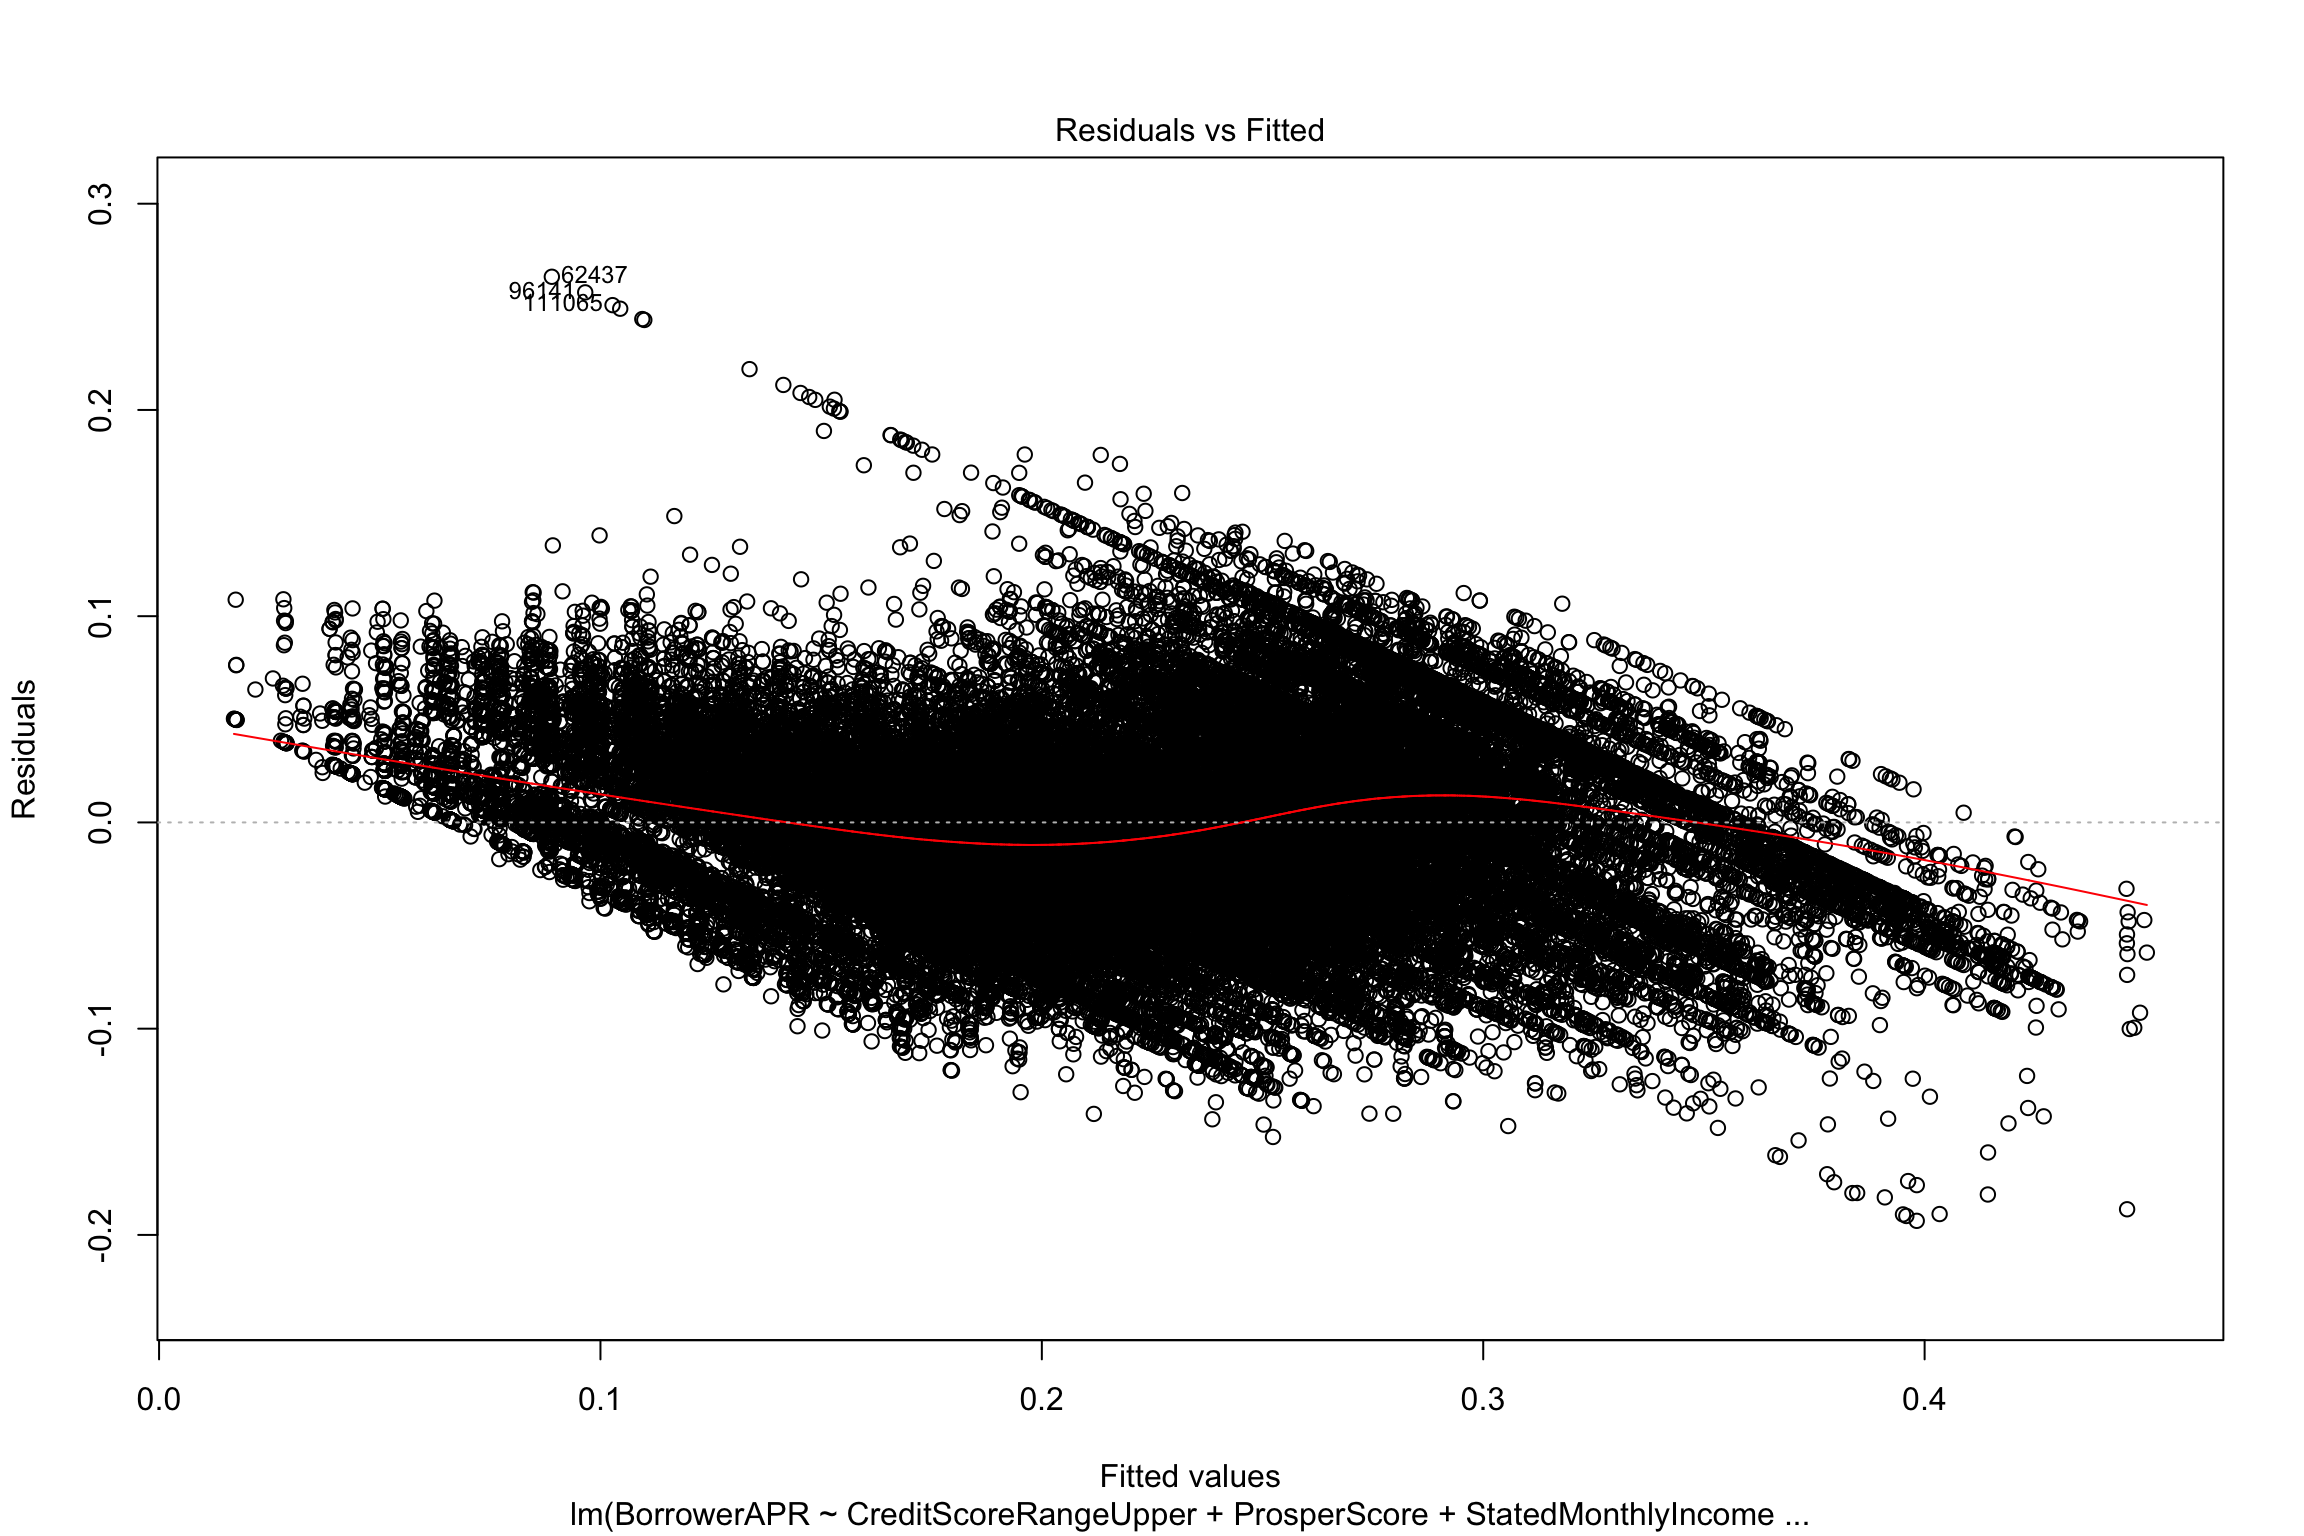 Residuals vs Fitted
Residuals
0.3
0.2
0.1
0.0
-0.1
-0.2
62437
96141
111065
0.0 0.1 0.2 0.3 0.4
Fitted values
lm(BorrowerAPR ~ CreditScoreRangeUpper + ProsperScore + StatedMonthlyIncome ...